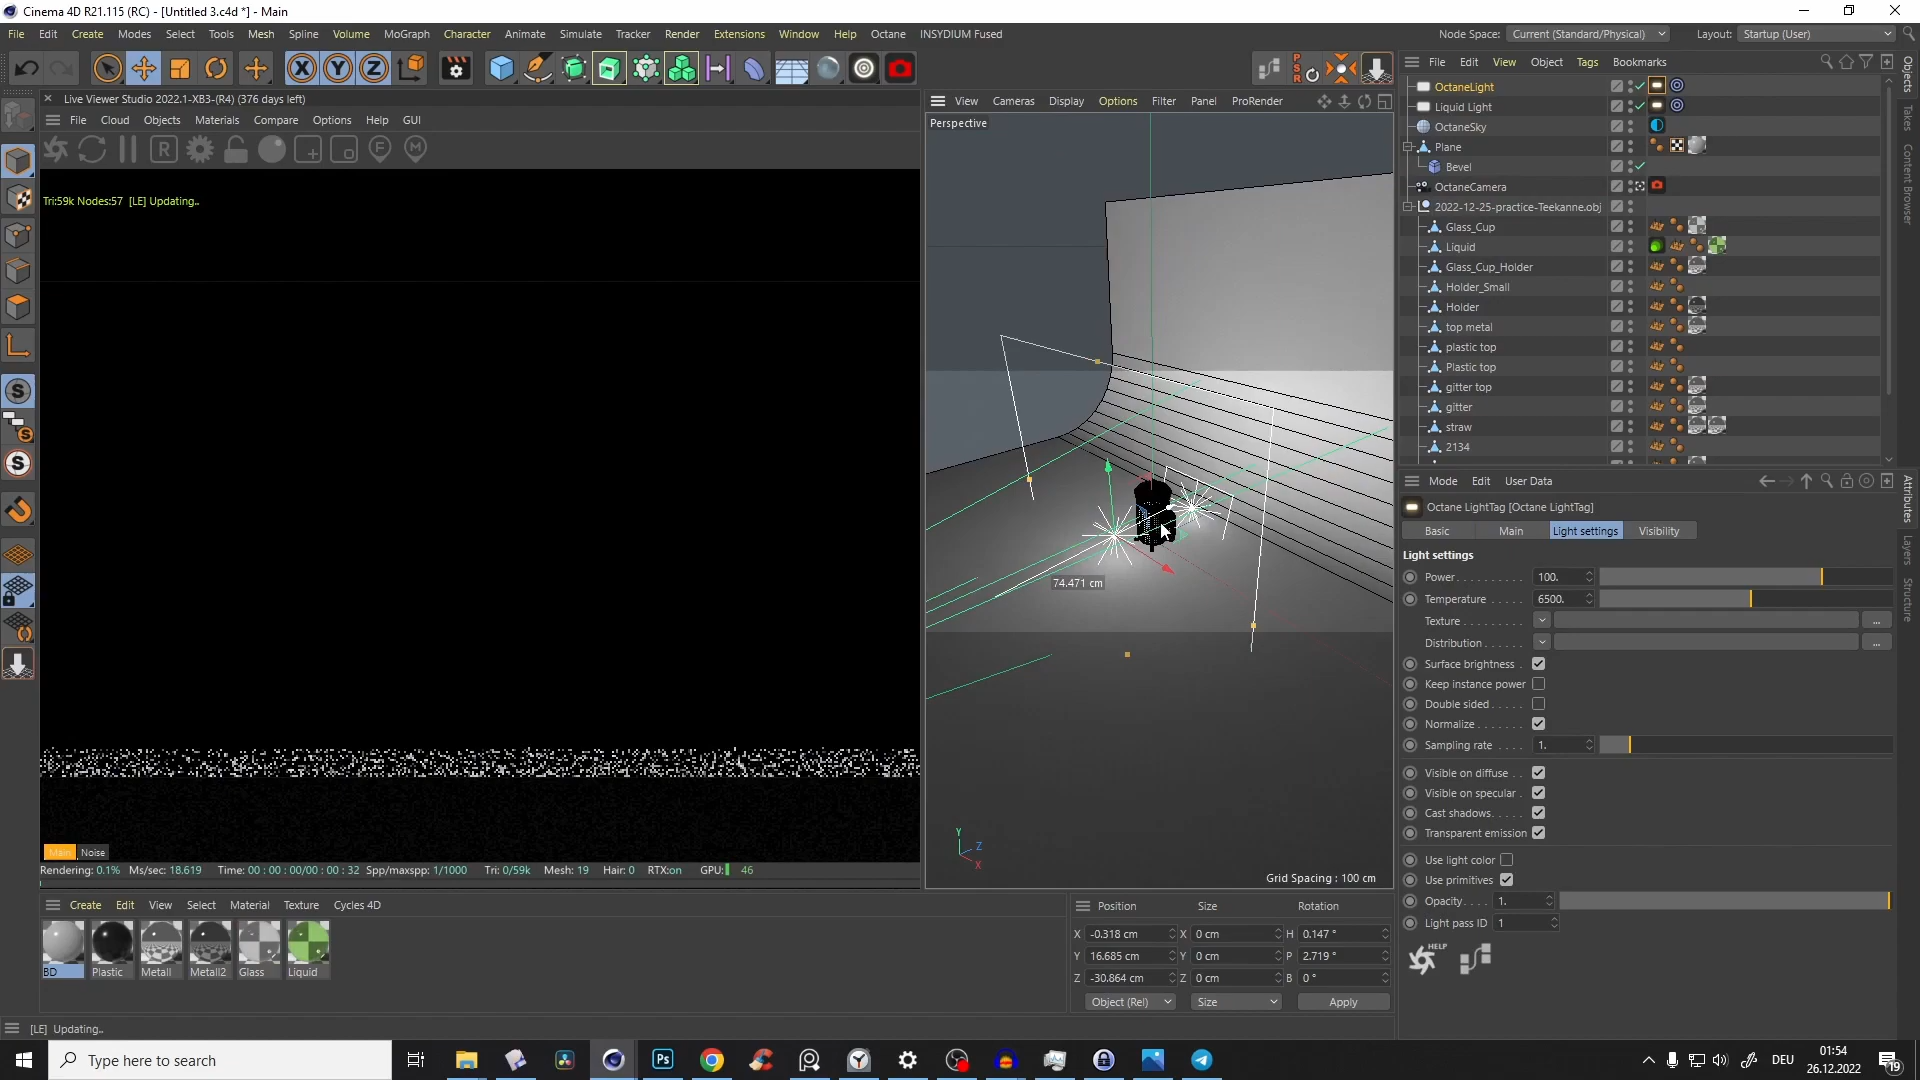 Cinema 4D R21.115 (RC) - [Untitled 3.c4d *] - Main
File Edit Create Modes Select Tools Mesh Spline Volume MoGraph Character Animate Simulate Tracker Render Extensions Window Help Octane INSYDIUM Fused
Node Space: Current (Standard/Physical) Layout: Startup (User)
Live Viewer Studio 2022.1-XB3-(R4) (376 days left)
File Cloud Objects Materials Compare Options Help GUI
Tri:59k Nodes:57 [LE] Updating..
Main Noise
Rendering: 0.1% Ms/sec: 18.619 Time: 00 : 00 : 00/00 : 00 : 32 Spp/maxspp: 1/1000 Tri: 0/59k Mesh: 19 Hair: 0 RTX:on GPU: 46
View Cameras Display Options Filter Panel ProRender
Perspective
74.471 cm
Y
Z
X
Grid Spacing : 100 cm
File Edit View Object Tags Bookmarks
OctaneLight
Liquid Light
OctaneSky
Plane
Bevel
OctaneCamera
2022-12-25-practice-Teekanne.obj
Glass_Cup
Liquid
Glass_Cup_Holder
Holder_Small
Holder
top metal
plastic top
Plastic top
gitter top
gitter
straw
2134
Objects
Takes
Content Browser
Mode Edit User Data
Octane LightTag [Octane LightTag]
Basic Main Light settings Visibility
Light settings
Power 100.
Temperature 6500.
Texture ...
Distribution ...
Surface brightness
Keep instance power
Double sided
Normalize
Sampling rate 1.
Visible on diffuse
Visible on specular
Cast shadows
Transparent emission
Use light color
Use primitives
Opacity 1.
Light pass ID 1
HELP
Attributes
Layers
Structure
Create Edit View Select Material Texture Cycles 4D
BD Plastic Metall Metall2 Glass Liquid
Position Size Rotation
X -0.318 cm X 0 cm H 0.147 °
Y 16.685 cm Y 0 cm P 2.719 °
Z -30.864 cm Z 0 cm B 0 °
Object (Rel) Size Apply
[LE] Updating..
Type here to search
Ps
DEU
01:54
26.12.2022
19